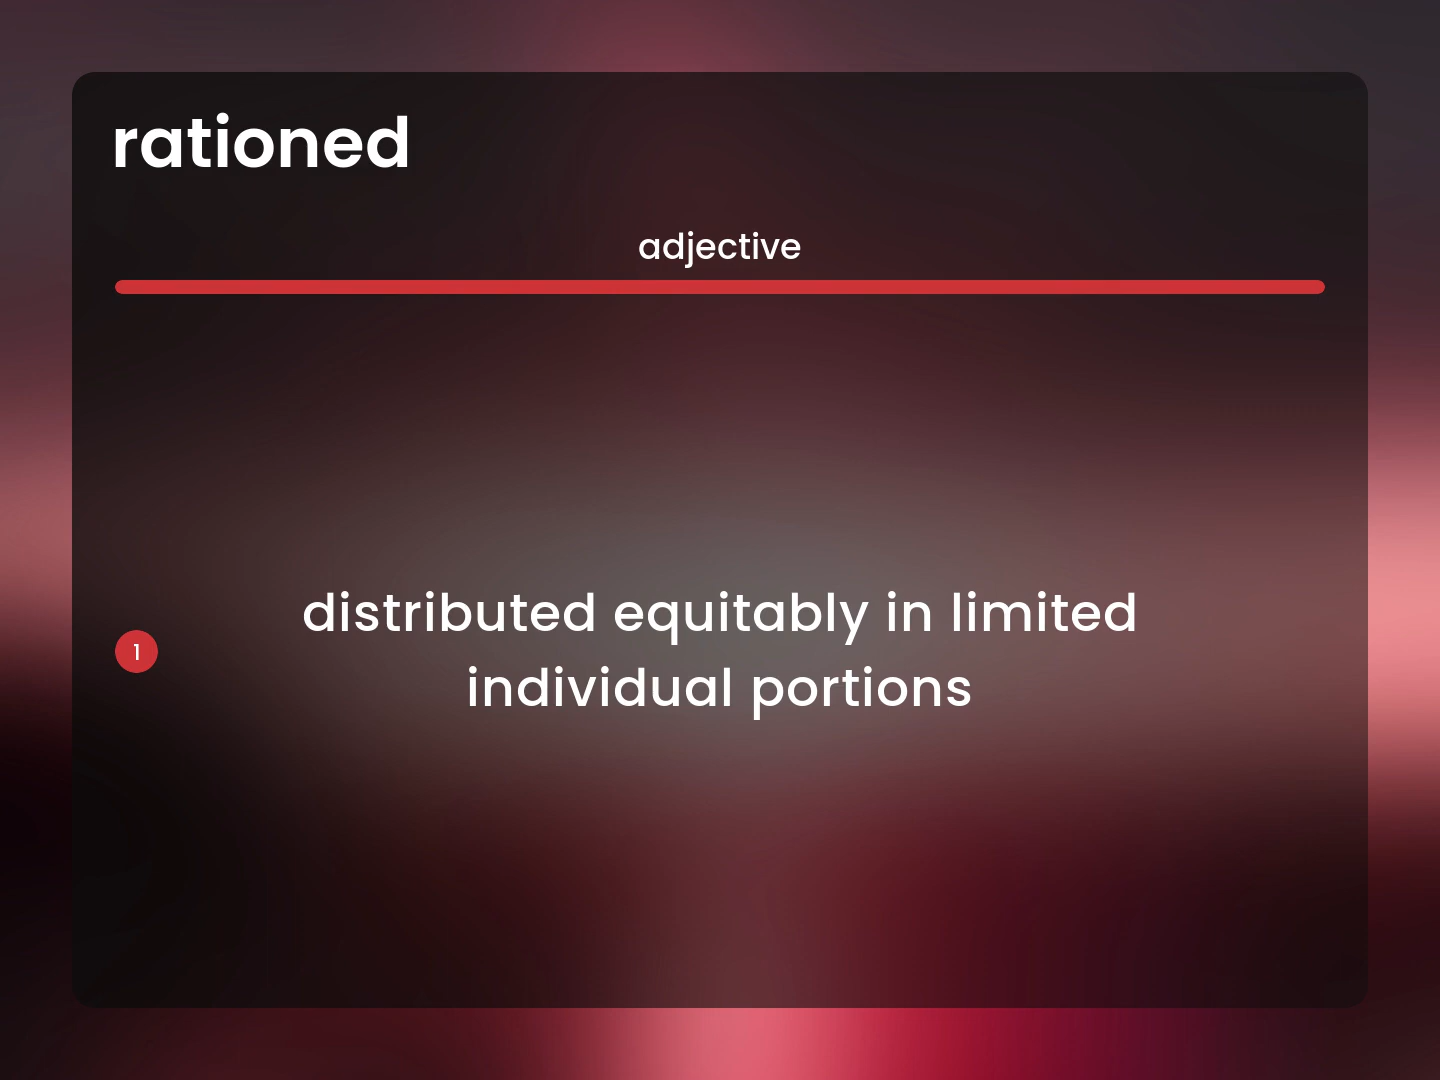 rationed
adjective
distributed equitably in limited
1
individual portions